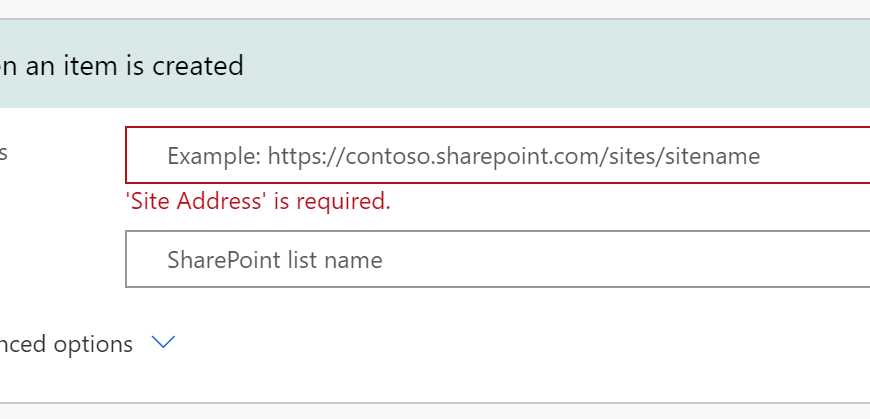 n an item is created
s
Example: https://contoso.sharepoint.com/sites/sitename
'Site Address' is required.
SharePoint list name
nced options